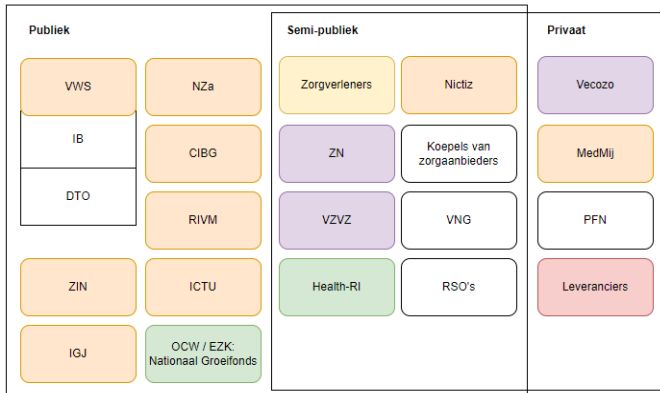 Publiek
VWS
NZa
IB
CIBG
DTO
RIVM
ZIN
ICTU
IGJ
OCW / EZK:
Nationaal Groeifonds
Semi-publiek
Zorgverleners
Nictiz
ZN
Koepels van
zorgaanbieders
VZVZ
VNG
Health-RI
RSO's
Privaat
Vecozo
MedMij
PFN
Leveranciers